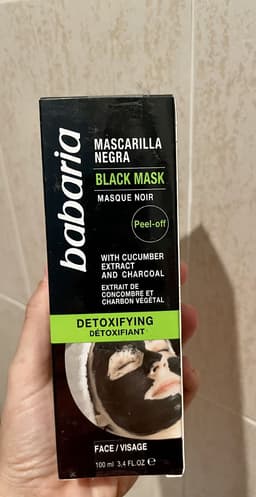 babaria
MASCARILLA
NEGRA
BLACK MASK
MASQUE NOIR
Peel-off
WITH CUCUMBER
EXTRACT
AND CHARCOAL
EXTRAIT DE
CONCOMBRE ET
CHARBON VÉGÉTAL
DETOXIFYING
DÉTOXIFIANT
FACE / VISAGE
100 ml 3,4 FL.OZ ℮